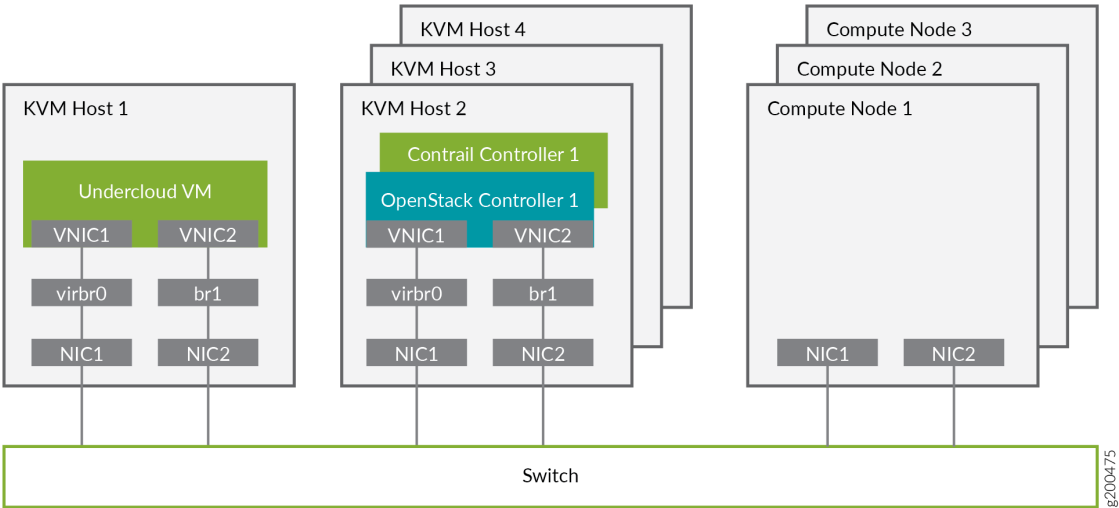 KVM Host 4
Compute Node 3
KVM Host 3
Compute Node 2
KVM Host 1
KVM Host 2
Compute Node 1
Contrail Controller 1
Undercloud VM
OpenStack Controller 1
VNIC1
VNIC2
VNIC1
VNIC2
virbr0
br1
virbr0
br1
NIC1
NIC2
NIC1
NIC2
NIC1
NIC2
Switch
g200475